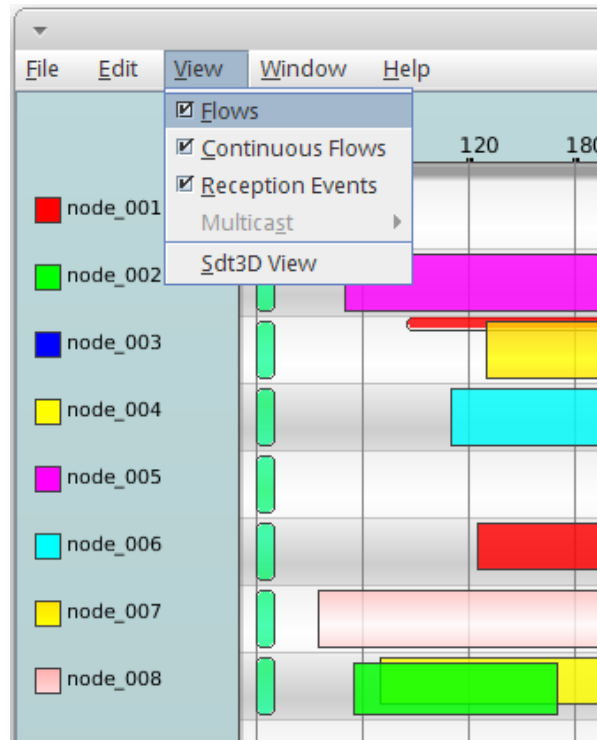 File Edit View Window Help
Flows
Continuous Flows
Reception Events
Multicast
Sdt3D View
120 180
node_001
node_002
node_003
node_004
node_005
node_006
node_007
node_008